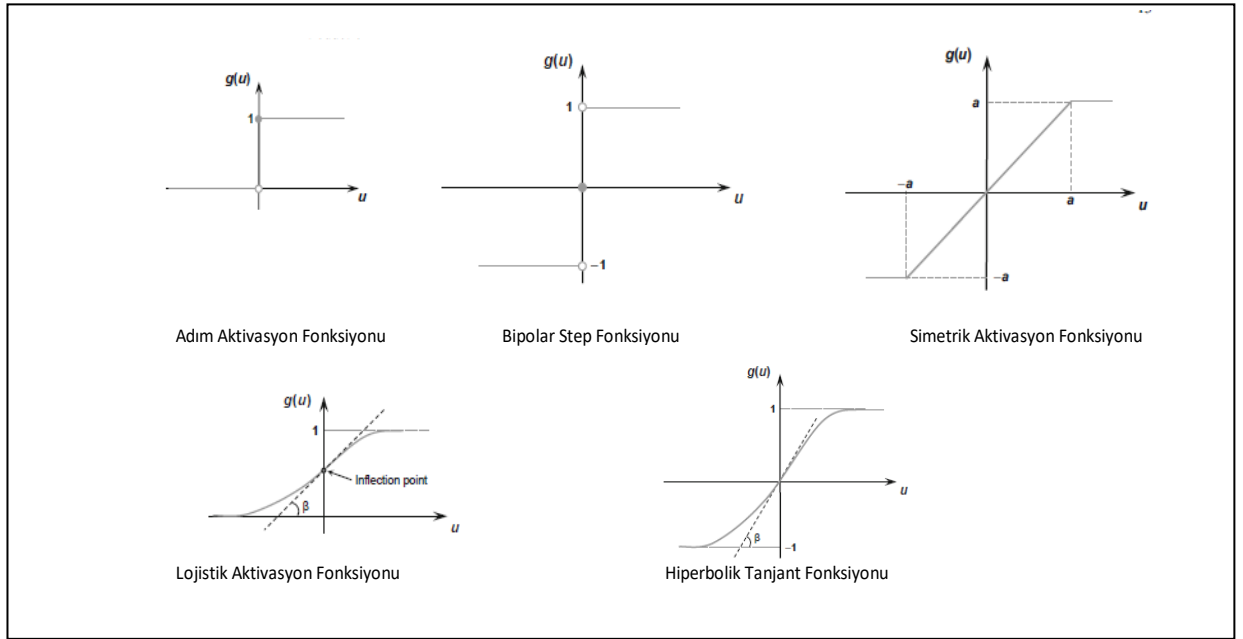 g(u)
1
u
g(u)
1
u
–1
g(u)
a
–a
a
u
–a
Adım Aktivasyon Fonksiyonu
Bipolar Step Fonksiyonu
Simetrik Aktivasyon Fonksiyonu
g(u)
1
Inflection point
β
u
g(u)
1
u
β
–1
Lojistik Aktivasyon Fonksiyonu
Hiperbolik Tanjant Fonksiyonu